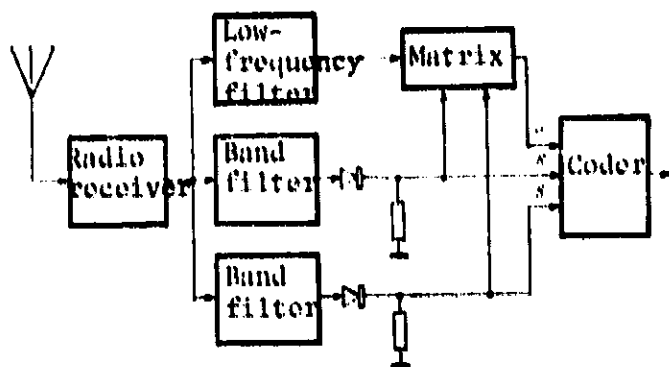 Low-
frequency
filter
Matrix
Radio
receiver
Band
filter
Coder
Band
filter